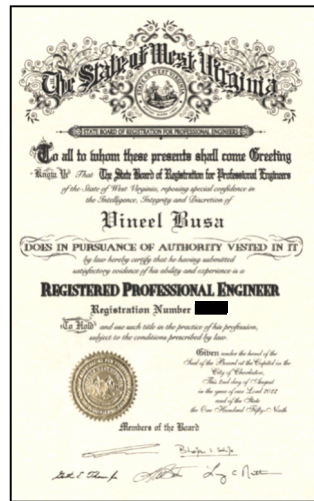 The State of West Virginia
STATE OF WEST VIRGINIA
STATE BOARD OF REGISTRATION FOR PROFESSIONAL ENGINEERS
To all to whom these presents shall come Greeting
Know Ye That The State Board of Registration for Professional Engineers
of the State of West Virginia, reposing special confidence in
the Intelligence, Integrity and Discretion of
Vineel Busa
DOES IN PURSUANCE OF AUTHORITY VESTED IN IT
by law hereby certify that he having submitted
satisfactory evidence of his ability and experience is a
REGISTERED PROFESSIONAL ENGINEER
Registration Number
To Hold and use such title in the practice of his profession,
subject to the conditions prescribed by law.
Given under the hand of the
Seal of the Board at the Capitol in the
City of Charleston,
This 2nd day of August
in the year of our Lord 2022
and of the State
the One Hundred Fifty-Ninth
Members of the Board